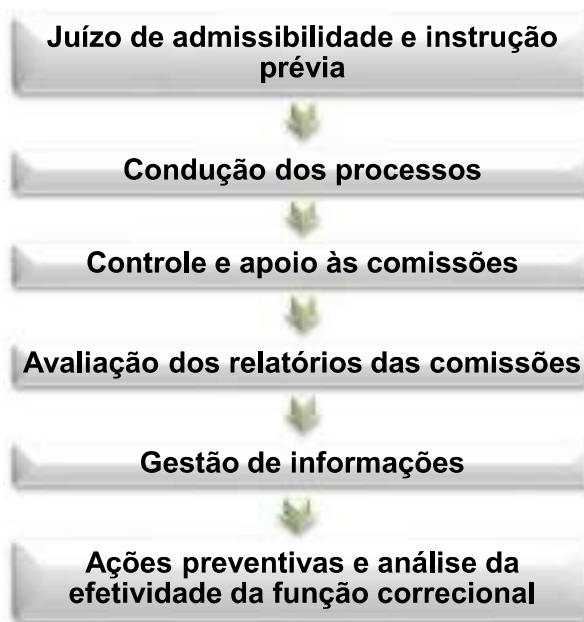 Juízo de admissibilidade e instrução
prévia
Condução dos processos
Controle e apoio às comissões
Avaliação dos relatórios das comissões
Gestão de informações
Ações preventivas e análise da
efetividade da função correcional